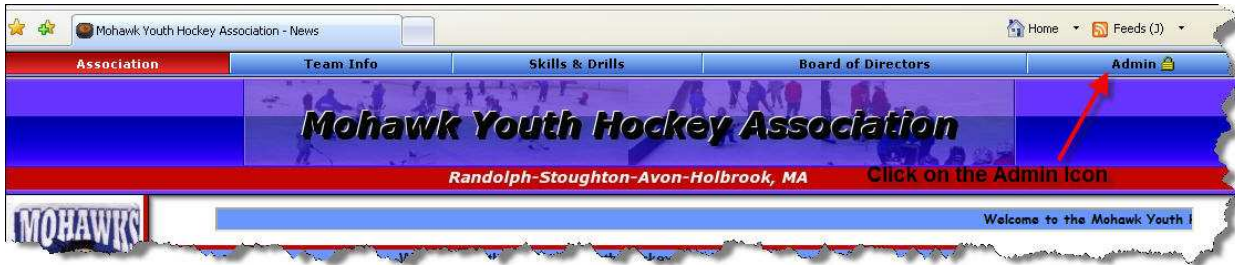 Mohawk Youth Hockey Association - News
Home
Feeds (J)
Association
Team Info
Skills & Drills
Board of Directors
Admin
Mohawk Youth Hockey Association
Randolph-Stoughton-Avon-Holbrook, MA
Click on the Admin Icon
MOHAWKS
Welcome to the Mohawk Youth